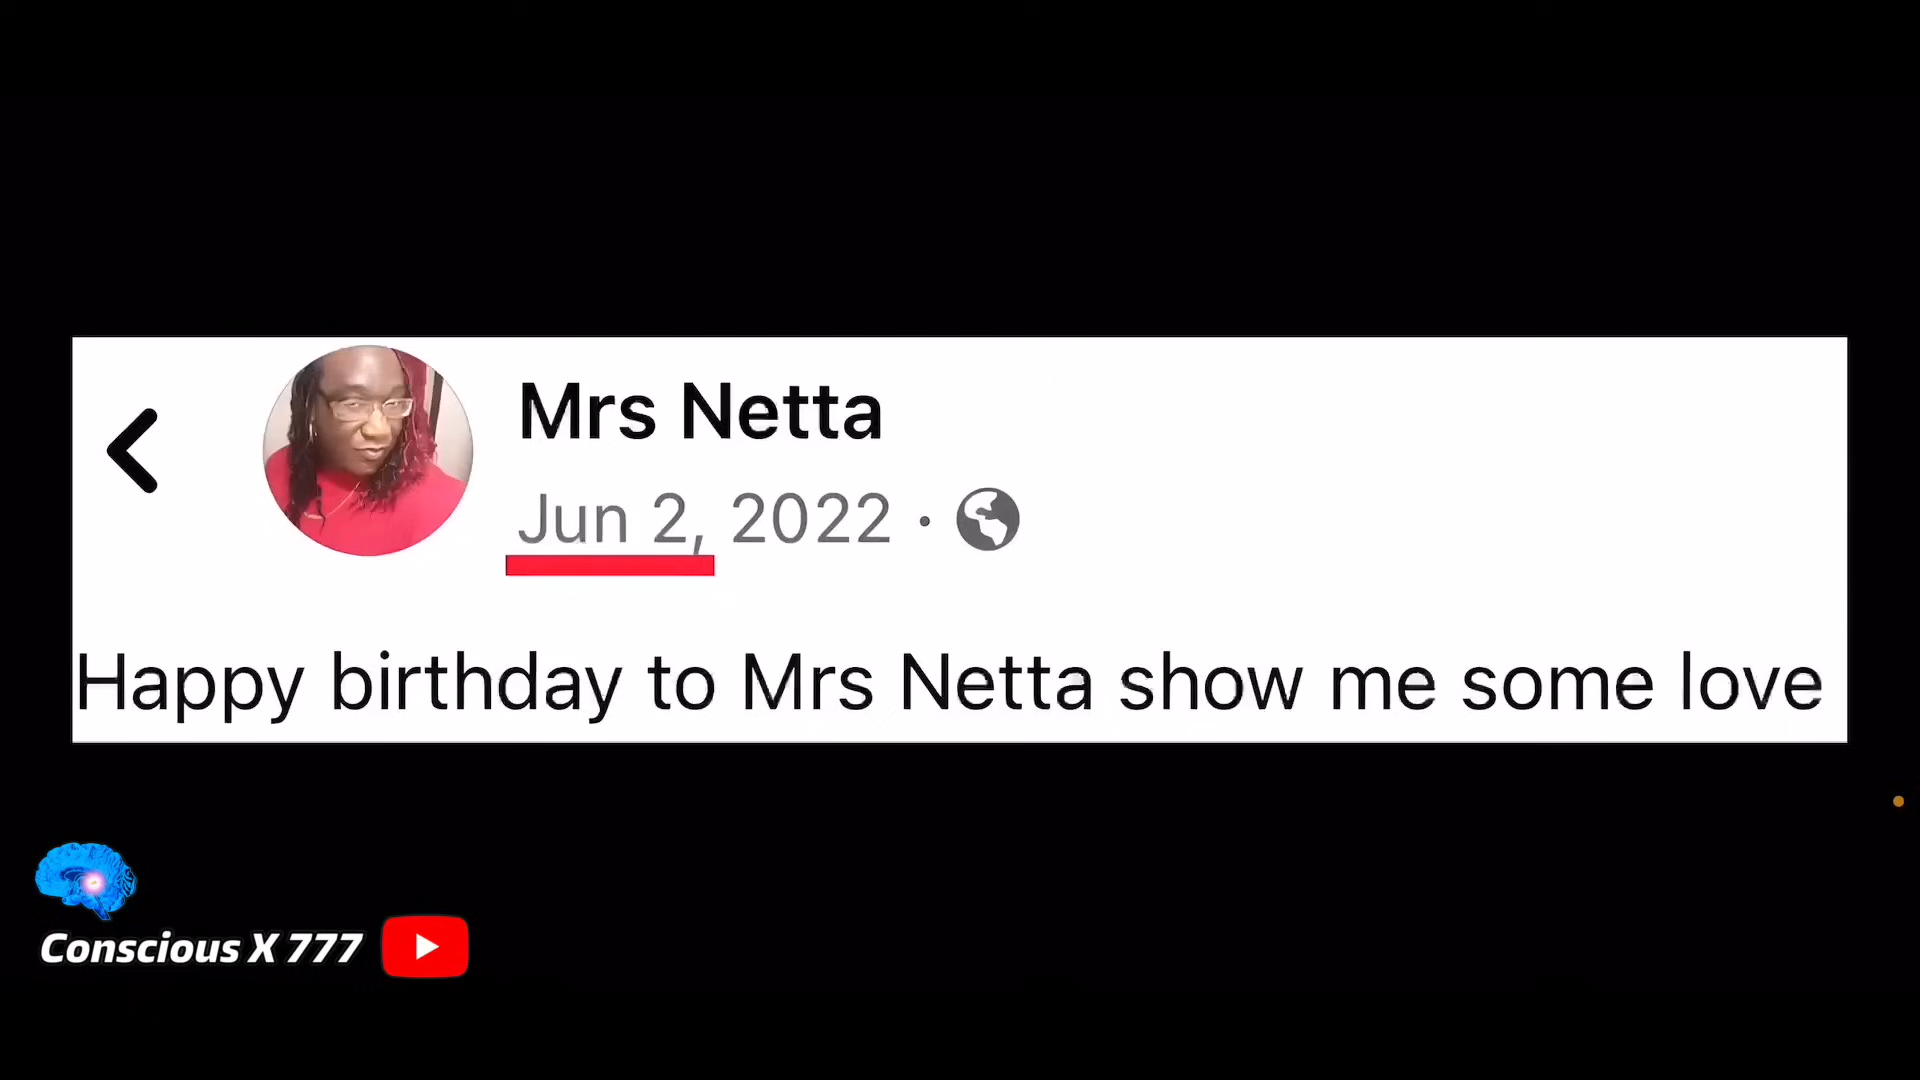 Mrs Netta
Jun 2, 2022 ·
Happy birthday to Mrs Netta show me some love
Conscious X 777